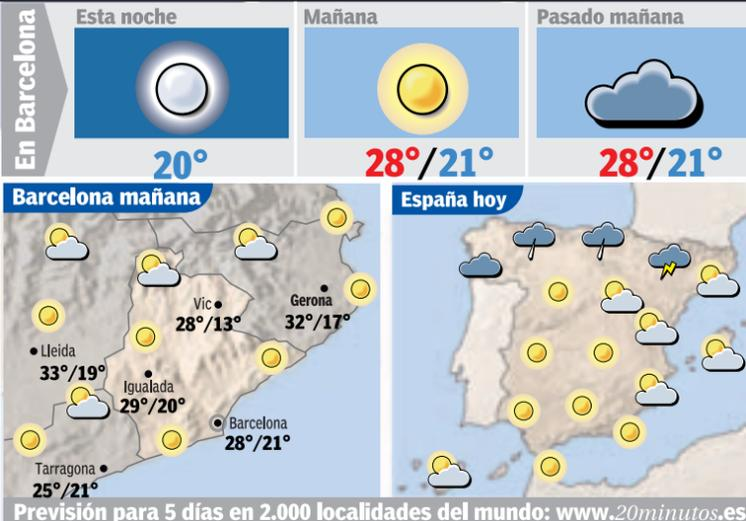 En Barcelona
Esta noche
20°
Mañana
28°/21°
Pasado mañana
28°/21°
Barcelona mañana
Vic
28°/13°
Gerona
32°/17°
Lleida
33°/19°
Igualada
29°/20°
Barcelona
28°/21°
Tarragona
25°/21°
España hoy
Previsión para 5 días en 2.000 localidades del mundo: www.20minutos.es